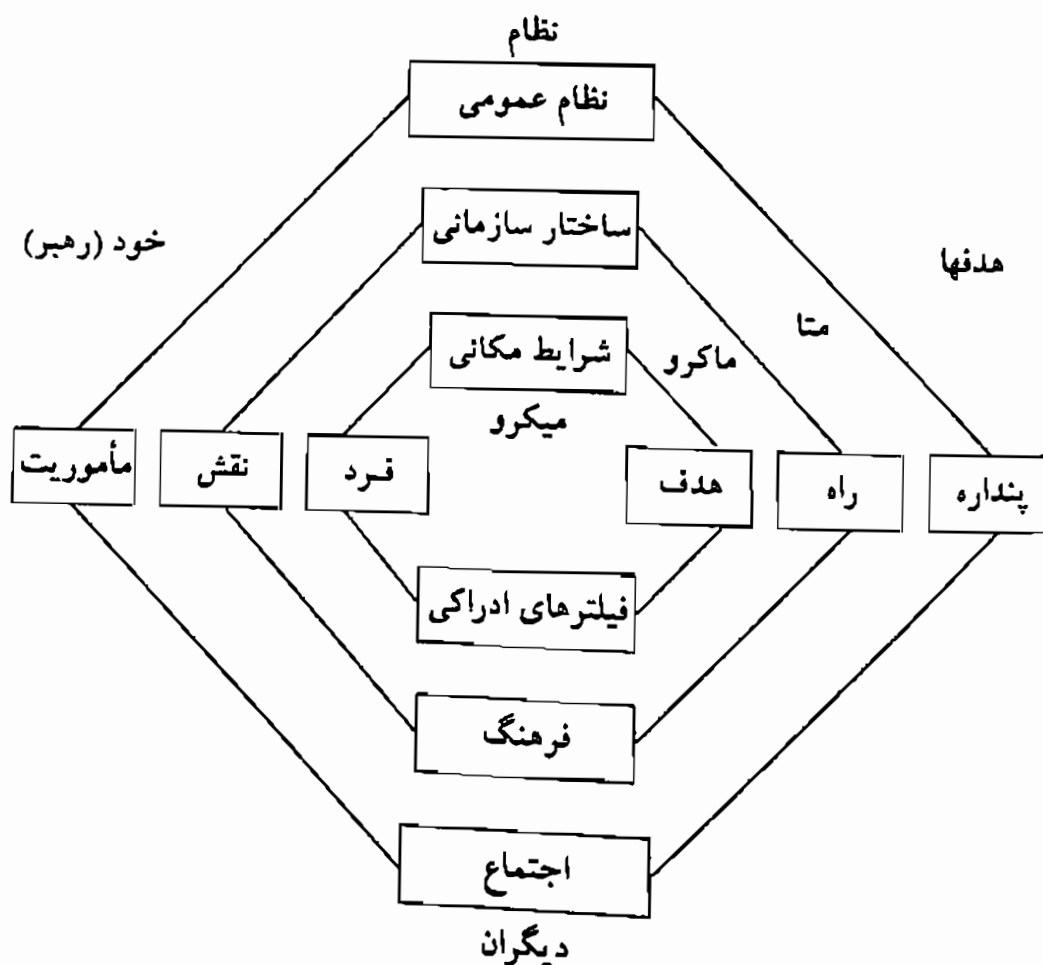 نظام
نظام عمومی
ساختار سازمانی
خود (رهبر)
هدفها
متا
شرایط مکانی
ماکرو
میکرو
پنداره
راه
هدف
فرد
نقش
مأموریت
فیلترهای ادراکی
فرهنگ
اجتماع
دیگران